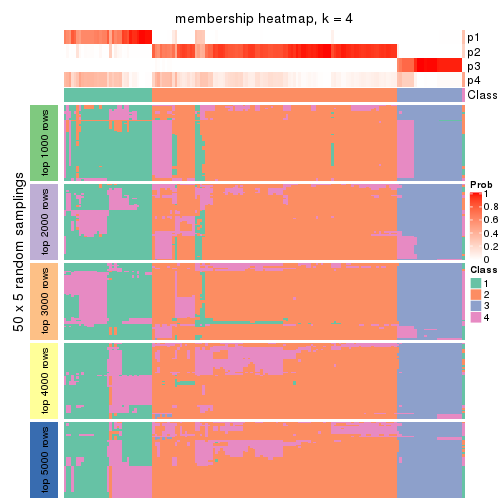 membership heatmap, k = 4
p1
p2
p3
p4
Class
50 x 5 random samplings
top 1000 rows
top 2000 rows
top 3000 rows
top 4000 rows
top 5000 rows
Prob
1
0.8
0.6
0.4
0.2
0
Class
1
2
3
4